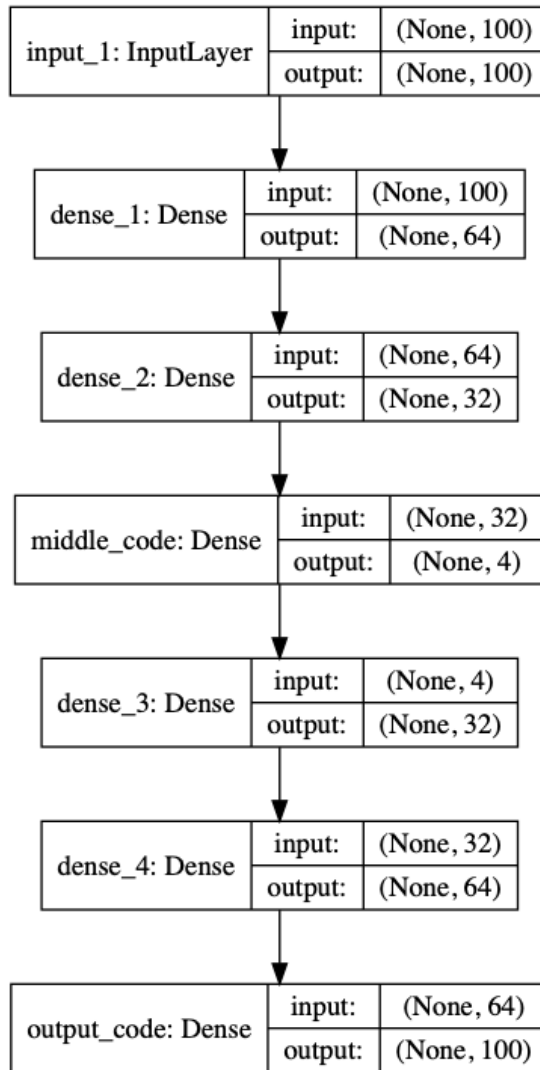 input_1: InputLayer
input: (None, 100)
output: (None, 100)
dense_1: Dense
input: (None, 100)
output: (None, 64)
dense_2: Dense
input: (None, 64)
output: (None, 32)
middle_code: Dense
input: (None, 32)
output: (None, 4)
dense_3: Dense
input: (None, 4)
output: (None, 32)
dense_4: Dense
input: (None, 32)
output: (None, 64)
output_code: Dense
input: (None, 64)
output: (None, 100)